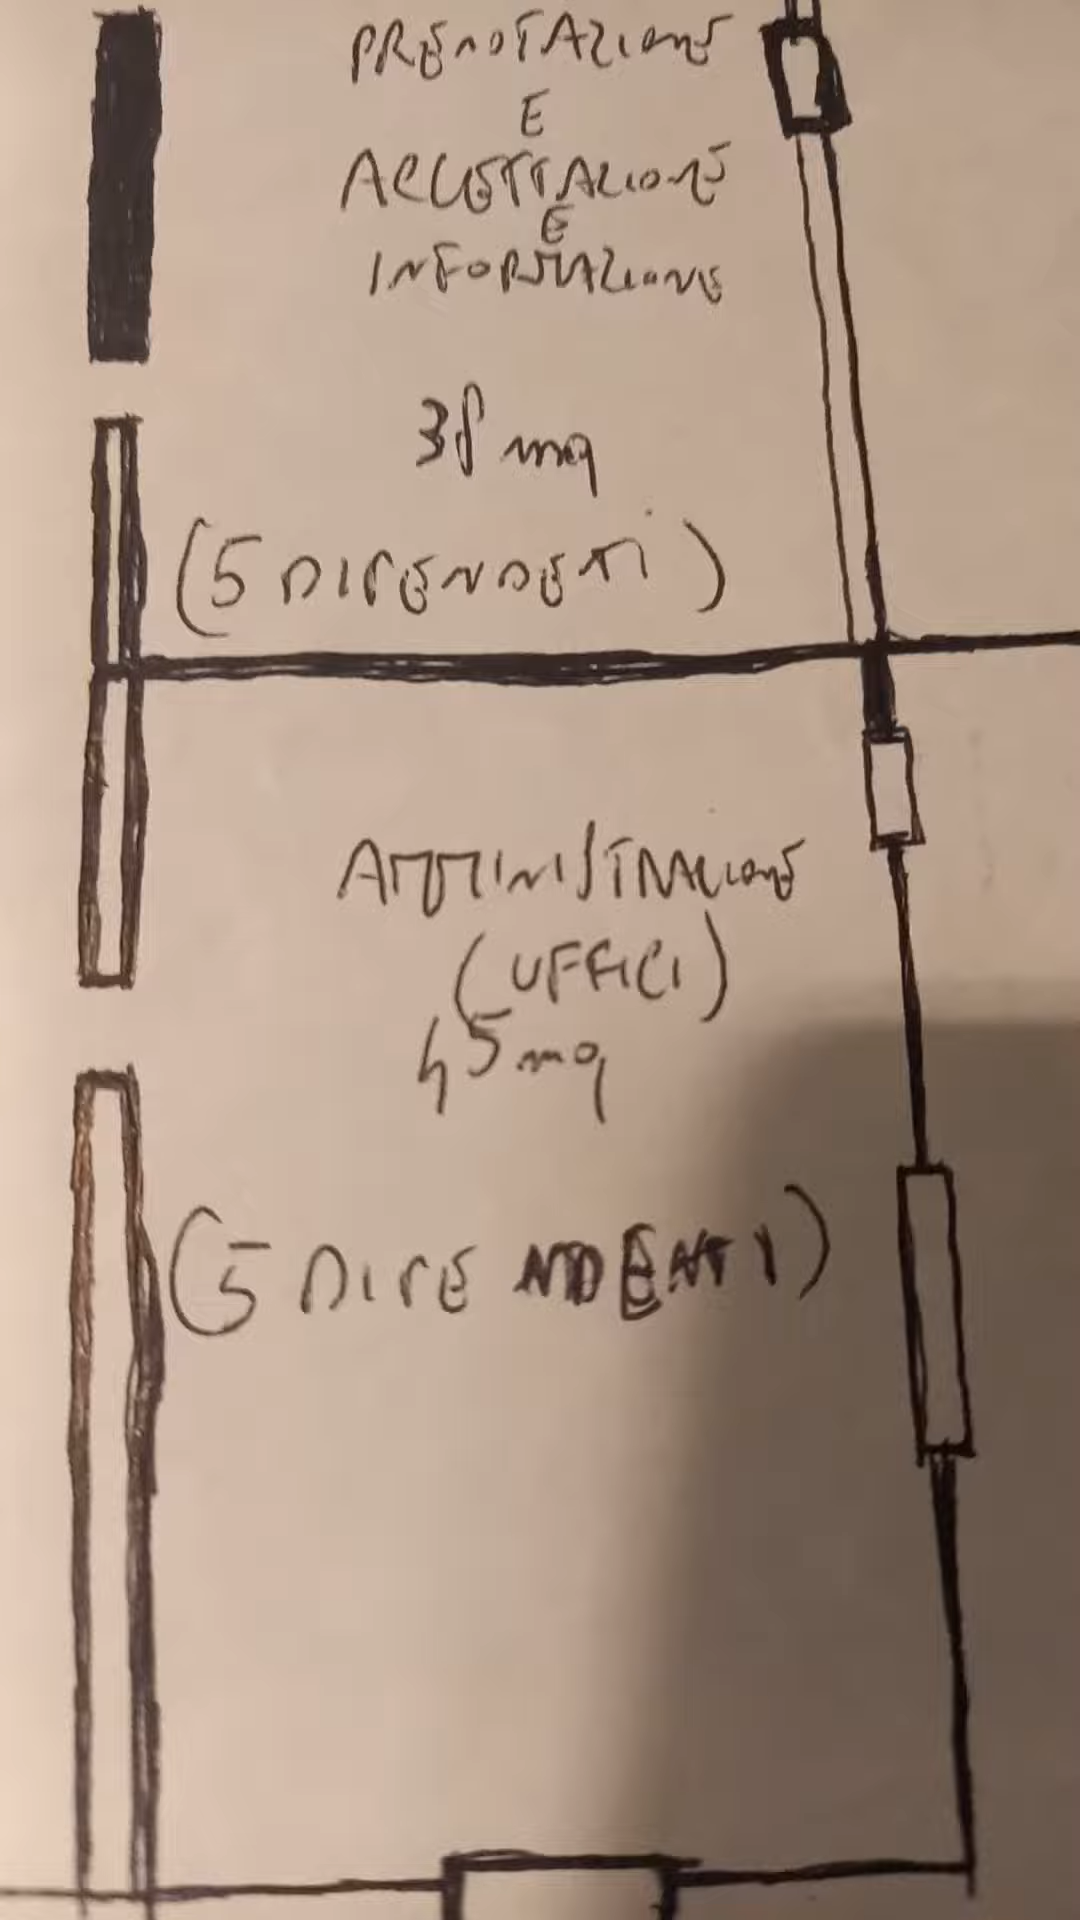 PRENOTAZIONE
E
ACCETTAZIONE
E
INFORMAZIONE
38 mq
(5 DIPENDENTI)
AMMINISTRAZIONE
(UFFICI)
45 mq
(5 DIPENDENTI)